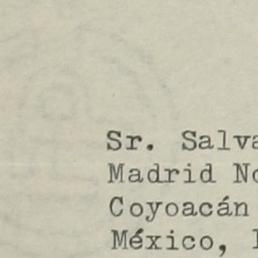 Sr. Salva
Madrid No
Coyoacán
México,